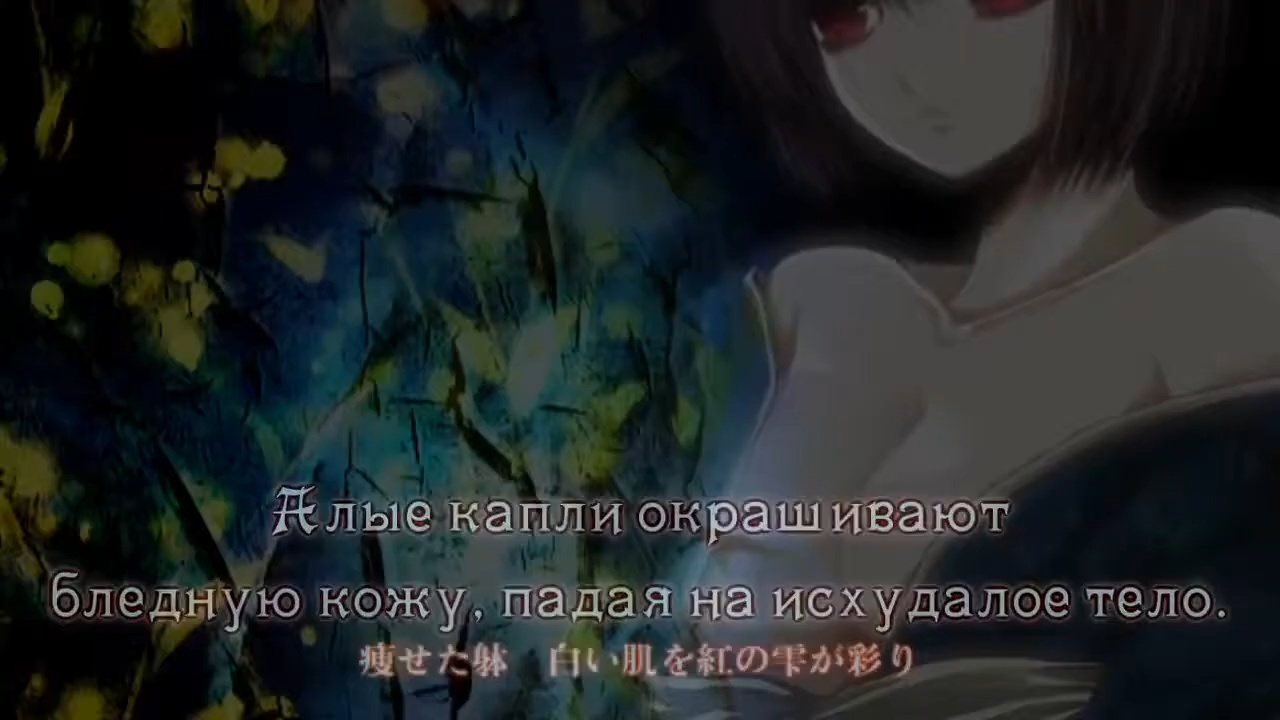 Алые капли окрашивают
бледную кожу, падая на исхудалое тело.
痩せた躰　白い肌を紅の雫が彩り